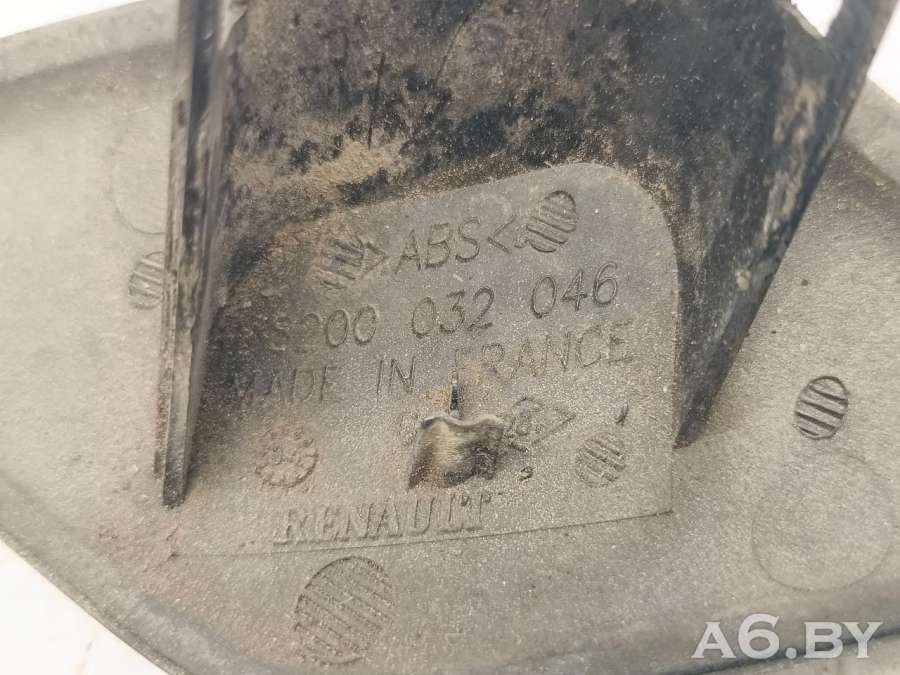 >ABS<
8200 032 046
MADE IN FRANCE
RENAULT
A6.BY